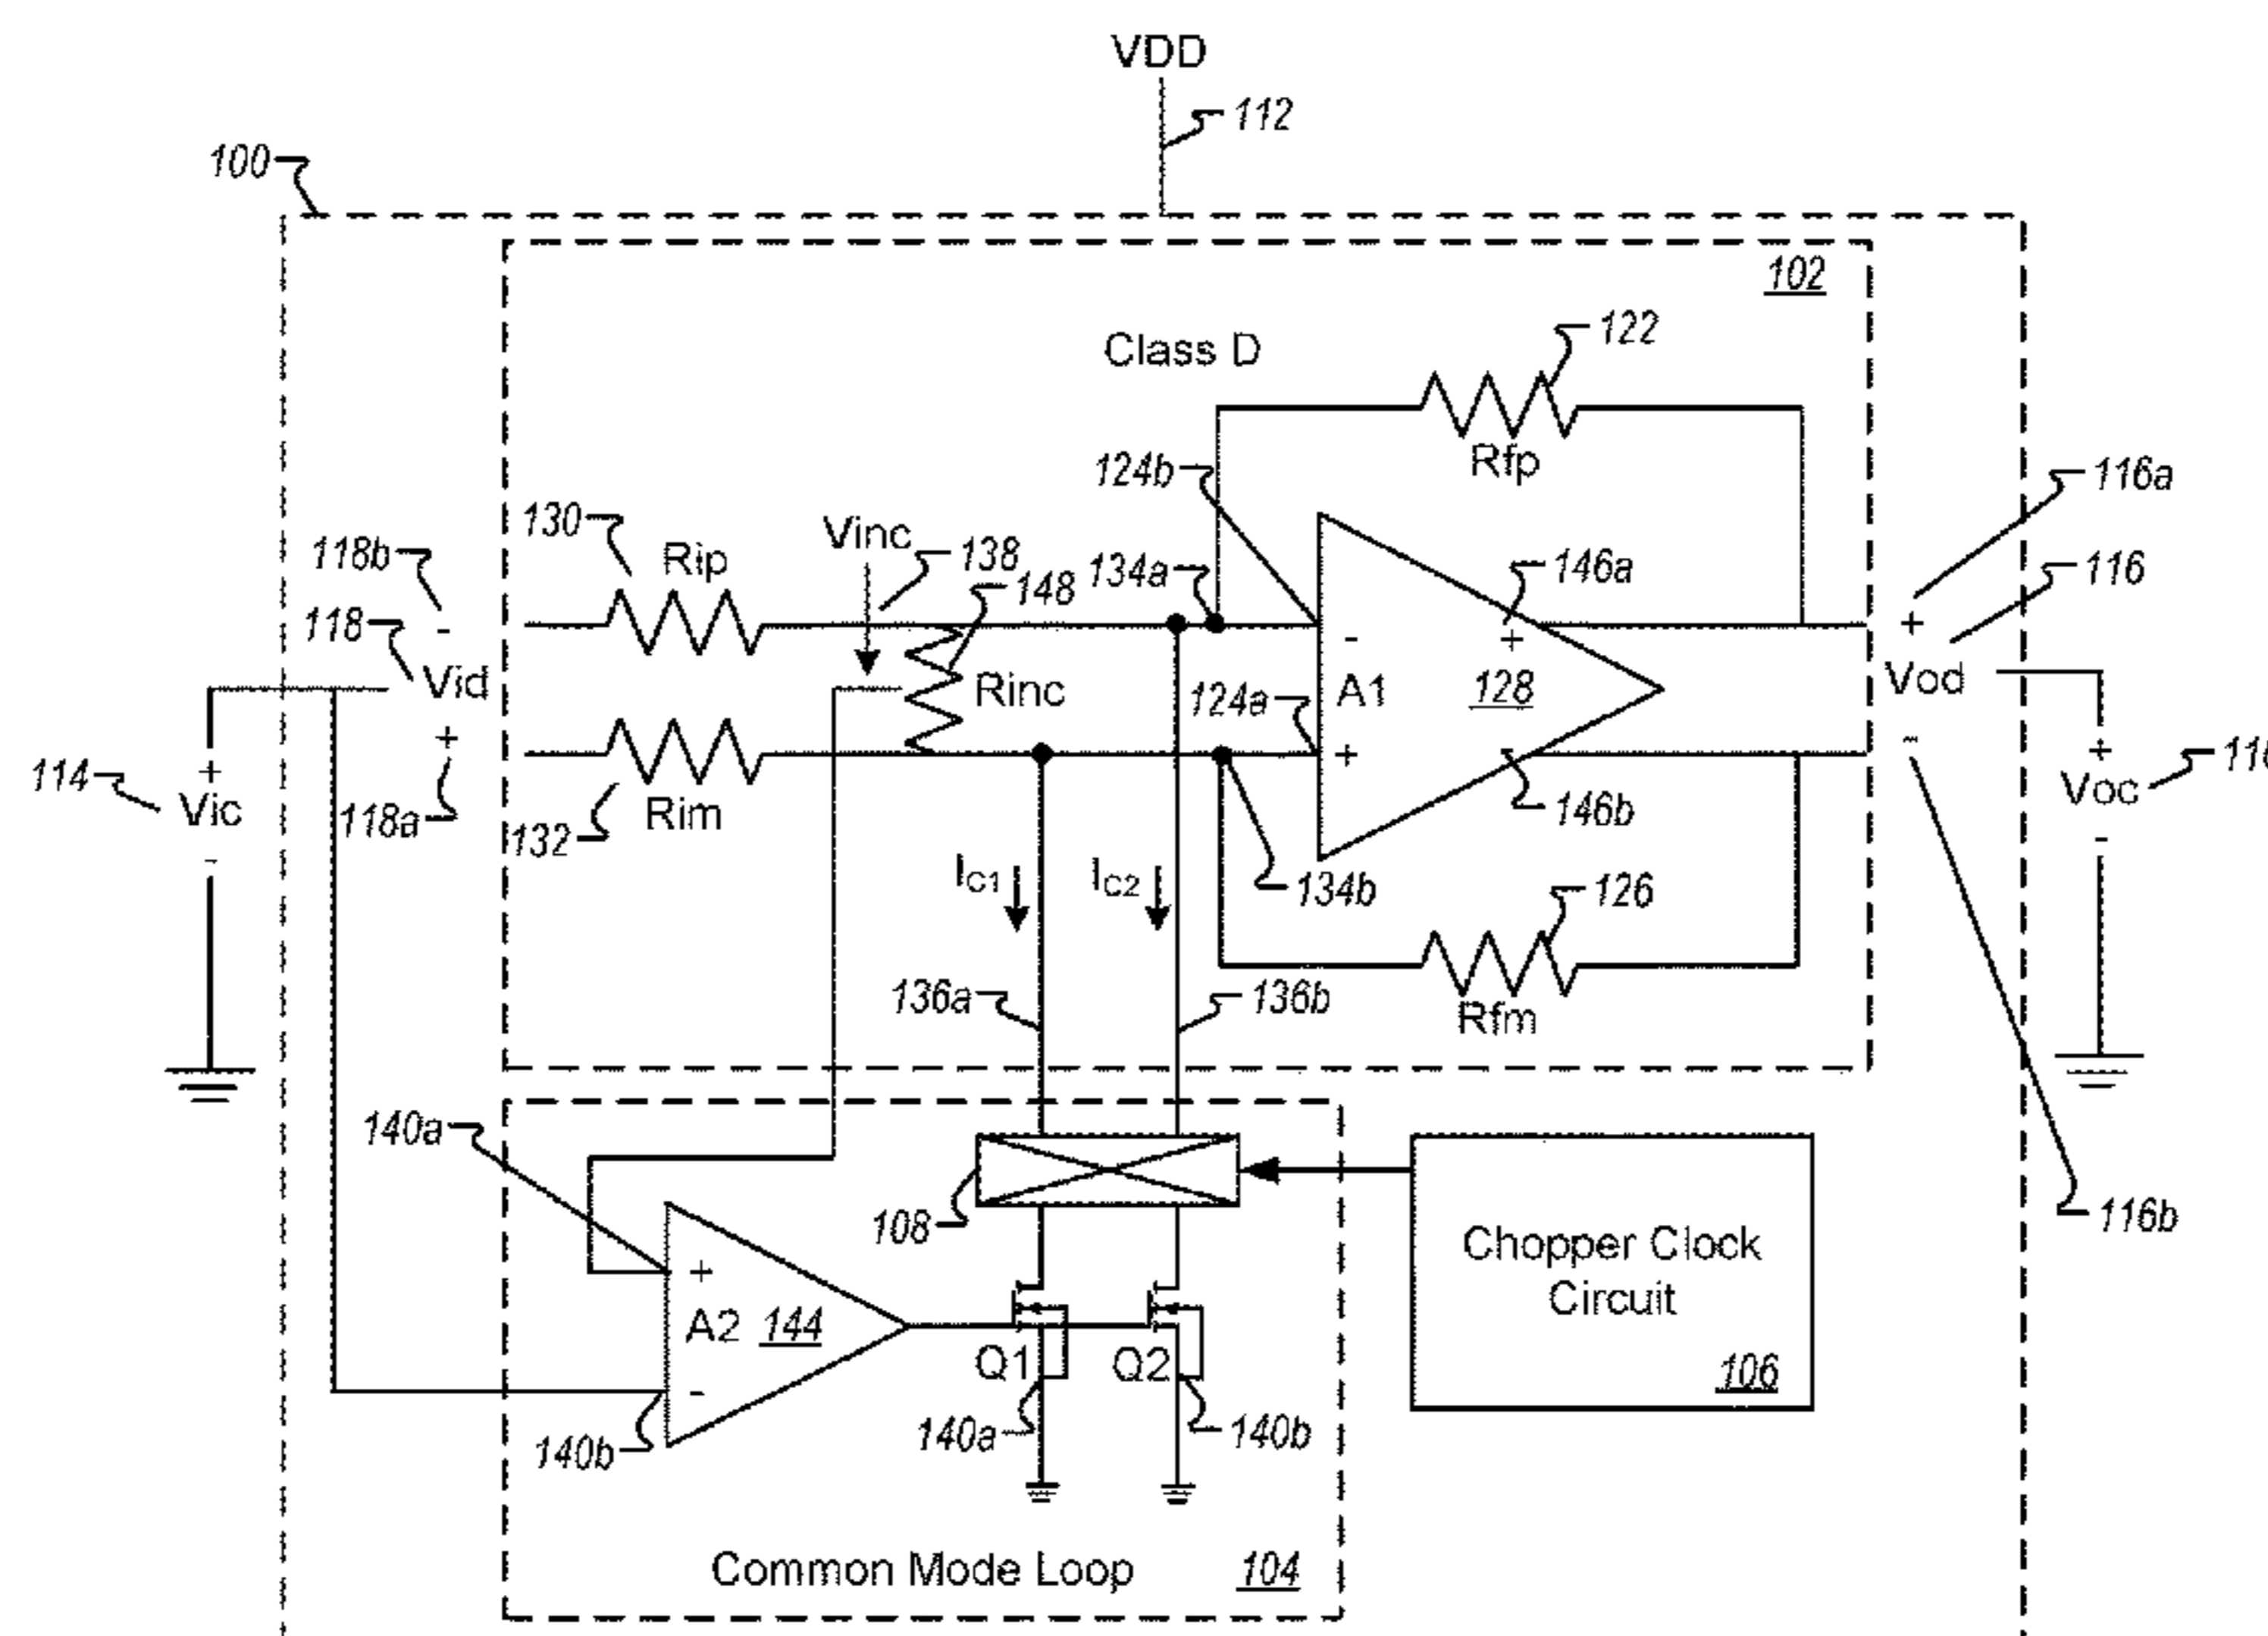 VDD
112
100
102
Class D
122
Rfp
124b
116a
130
Rip
Vinc
138
148
134a
146a
116
118b
-
118
Vid
+
118a
Rinc
124a
-
A1
+
128
+
-
+
Vod
-
114
+
Vic
-
132
Rim
146b
+
Voc
-
IC1
IC2
134b
126
136a
136b
Rfm
140a
108
116b
Chopper Clock
Circuit
106
+
A2
144
-
Q1
Q2
140b
140a
140b
Common Mode Loop
104